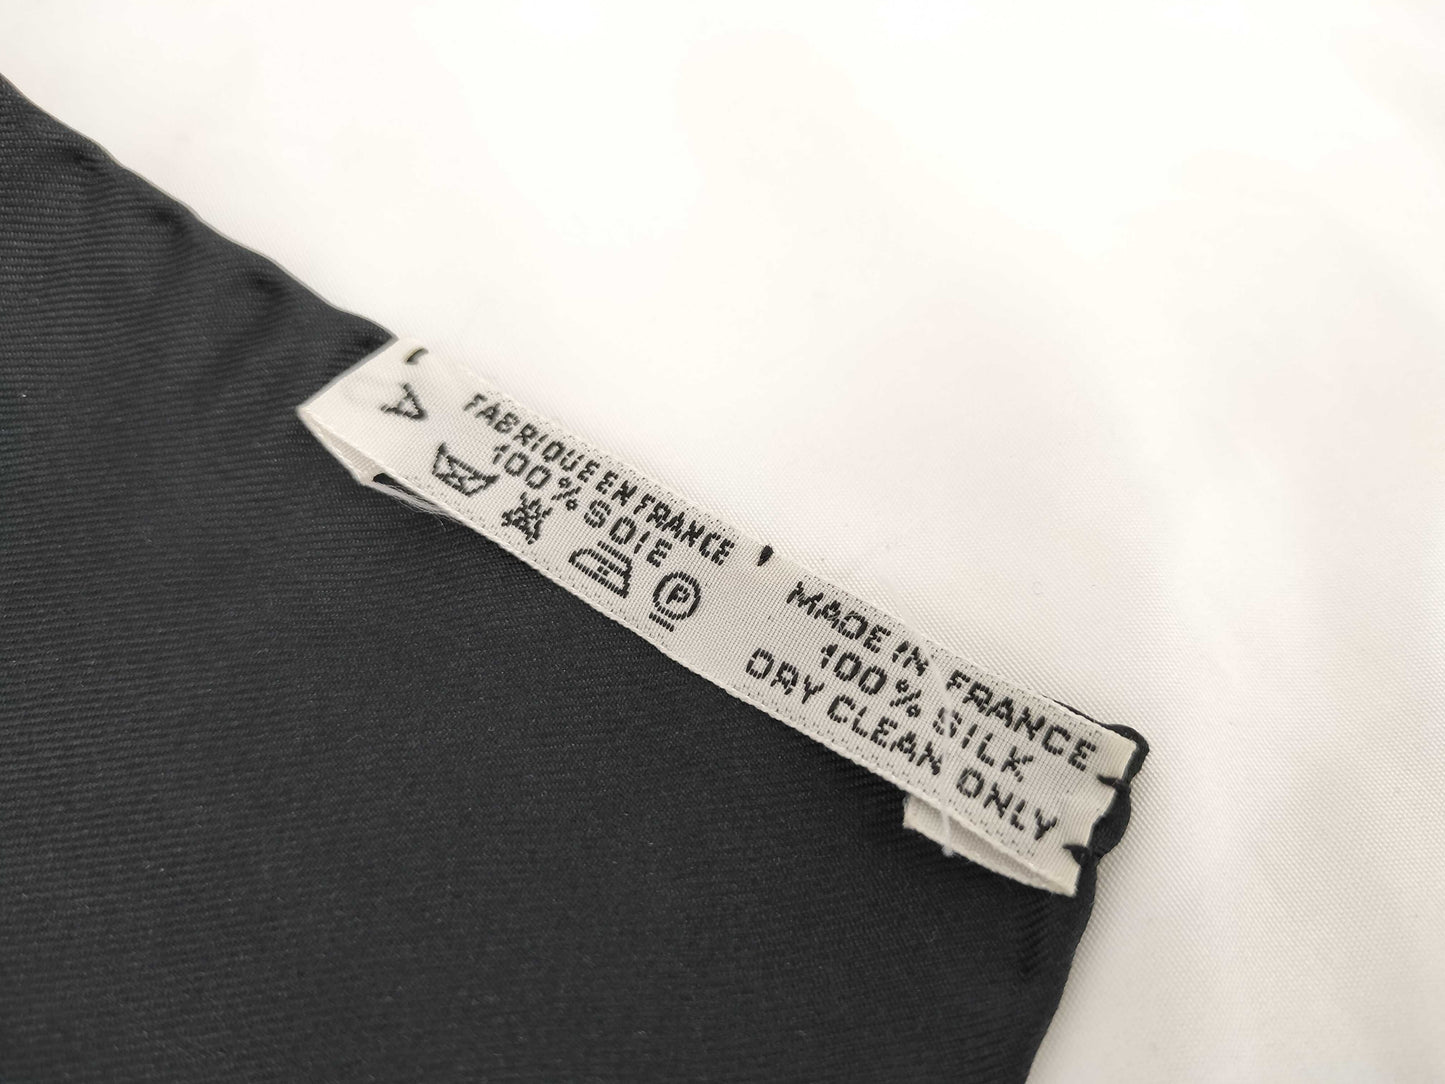 A
FABRIQUE EN FRANCE
100% SOIE
P
MADE IN FRANCE
100% SILK
DRY CLEAN ONLY